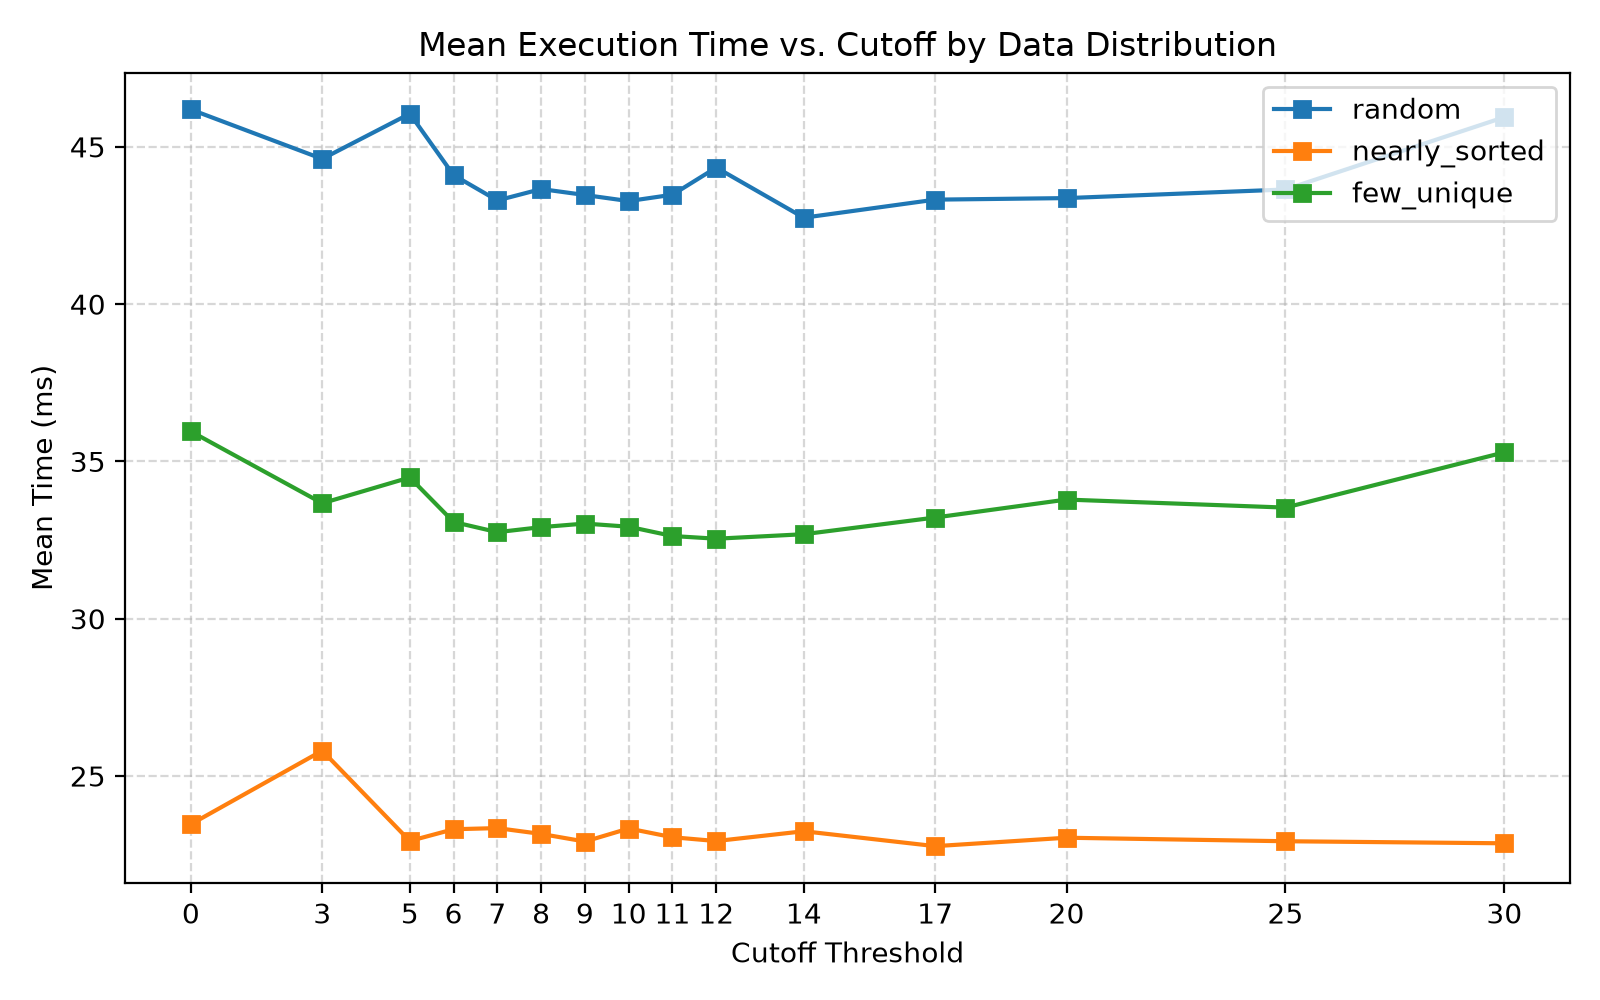 Mean Execution Time vs. Cutoff by Data Distribution
random
nearly_sorted
few_unique
45
40
35
30
25
Mean Time (ms)
0 3 5 6 7 8 9 10 11 12 14 17 20 25 30
Cutoff Threshold